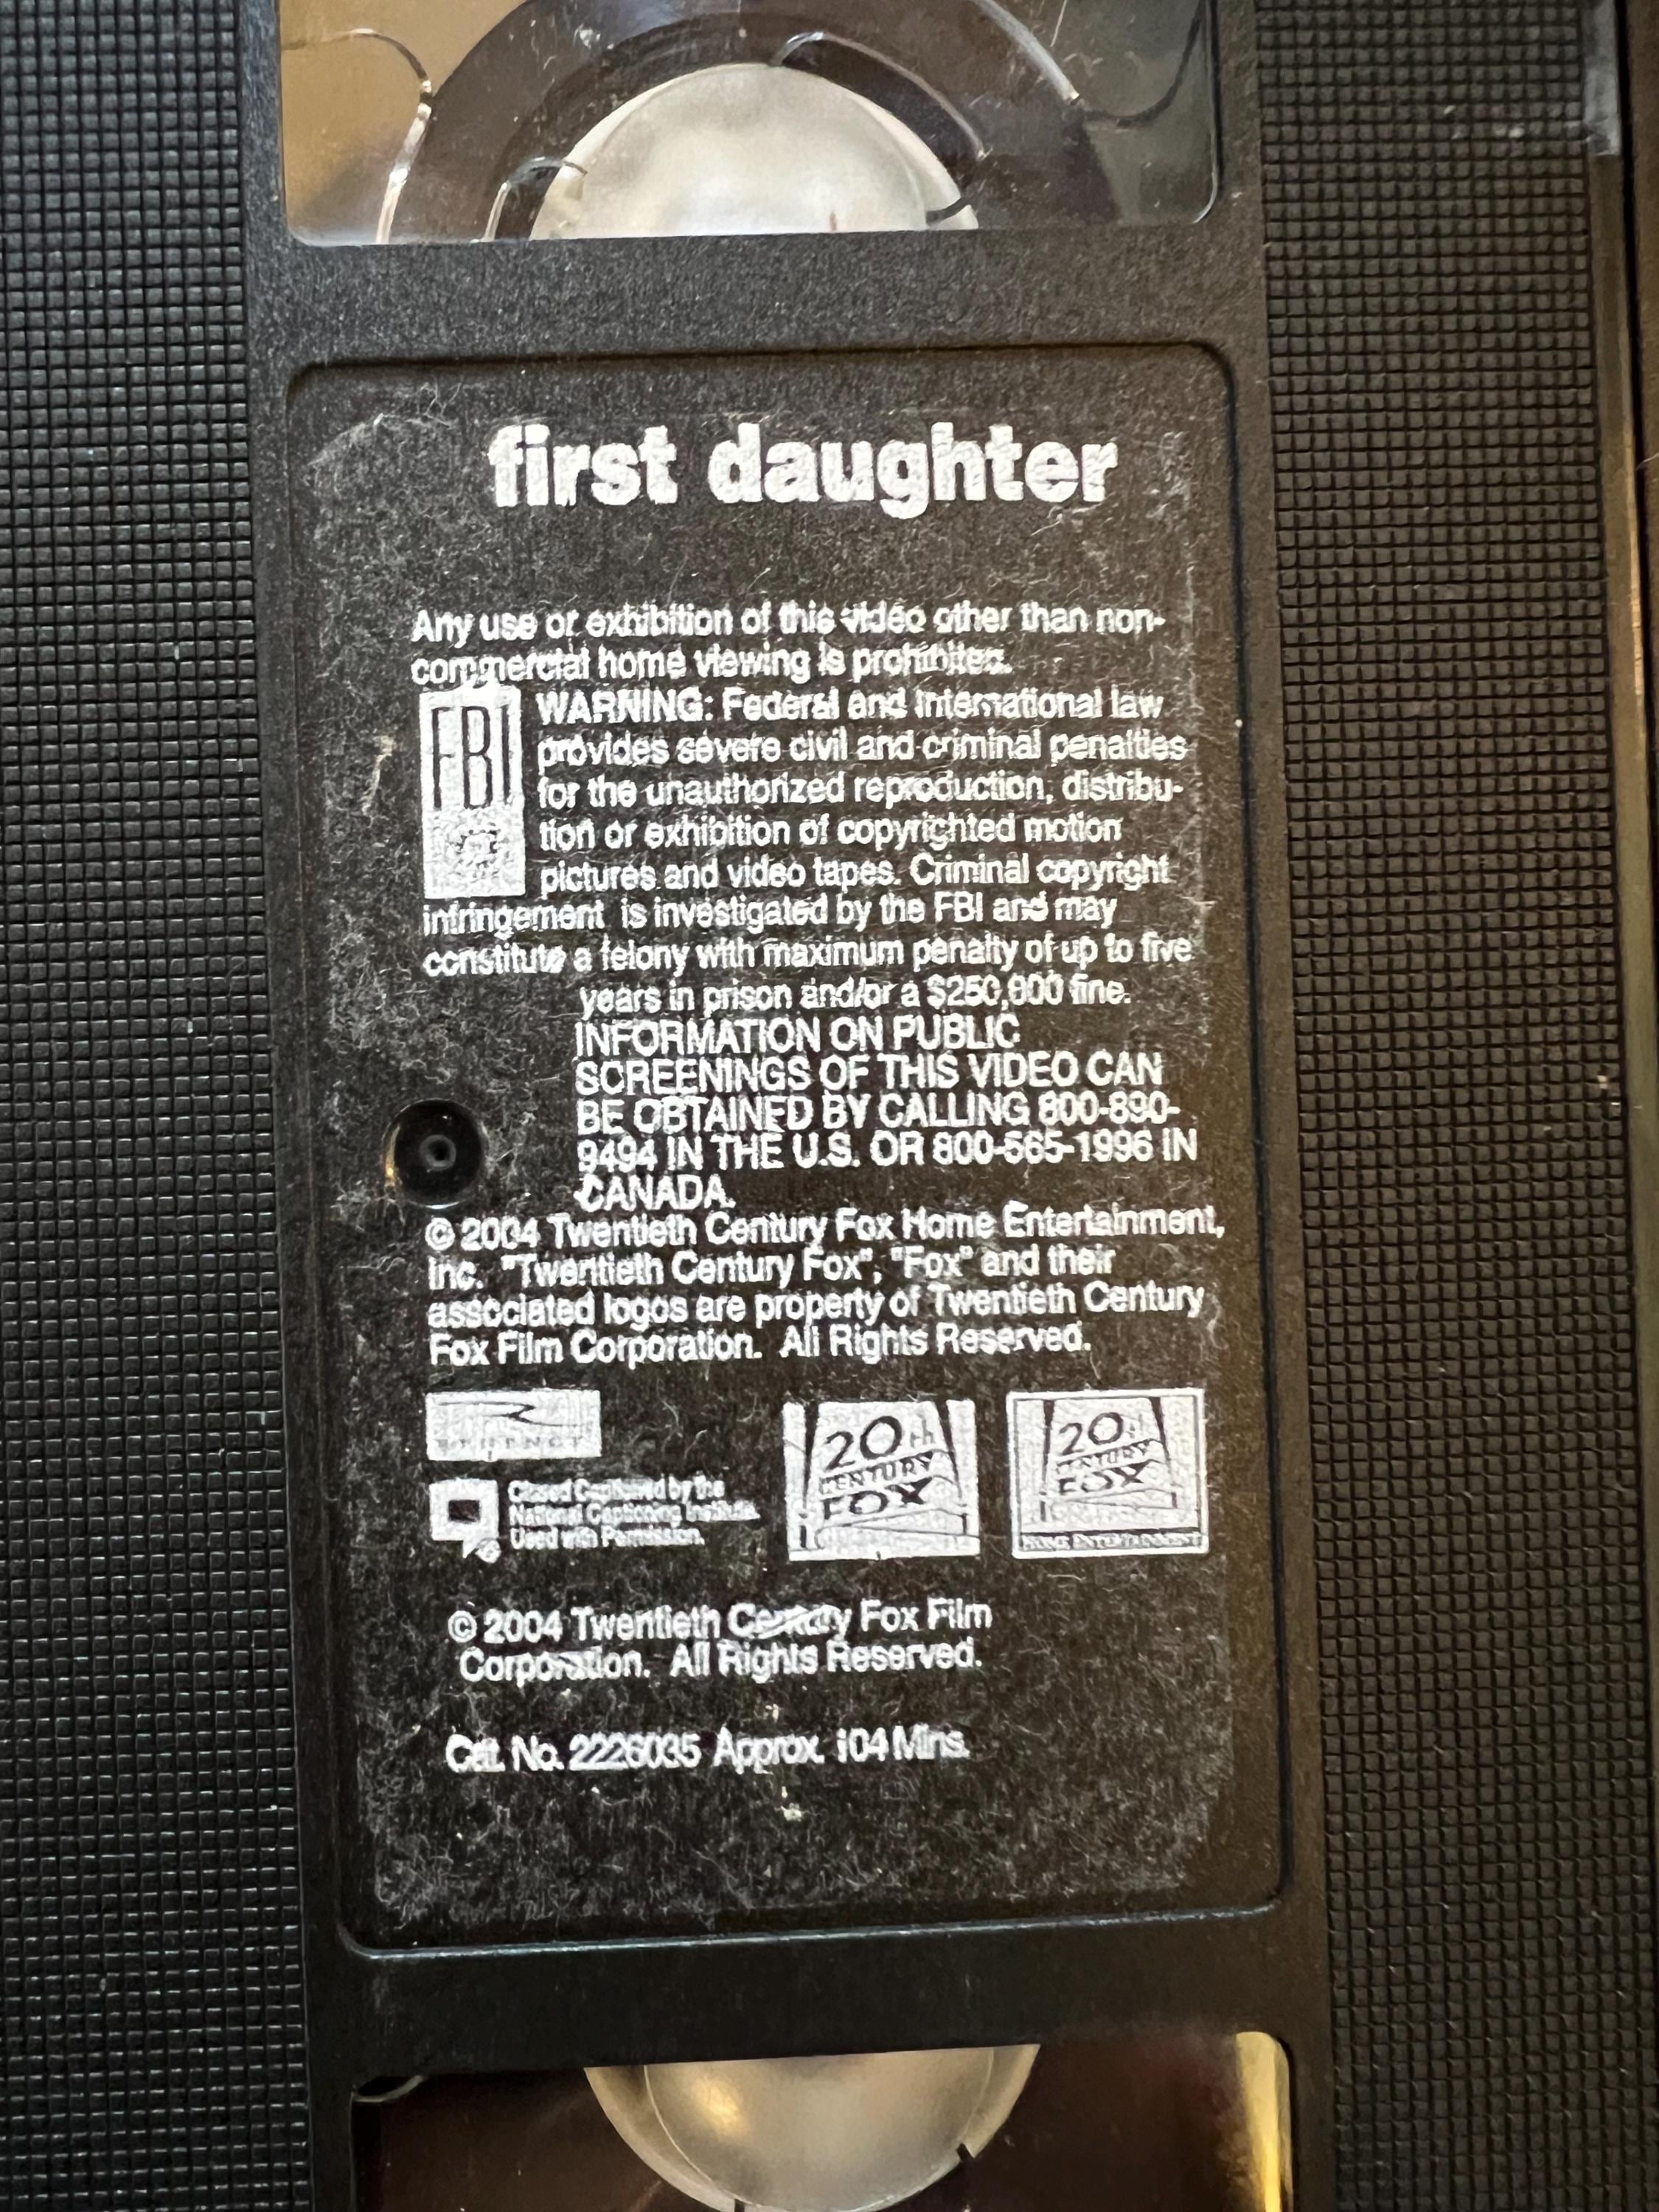 first daughter
Any use or exhibition of this video other than non-
commercial home viewing is prohibited.
FBI
WARNING: Federal and international law
provides severe civil and criminal penalties
for the unauthorized reproduction, distribu-
tion or exhibition of copyrighted motion
pictures and video tapes. Criminal copyright
infringement is investigated by the FBI and may
constitute a felony with maximum penalty of up to five
years in prison and/or a $250,000 fine.
INFORMATION ON PUBLIC
SCREENINGS OF THIS VIDEO CAN
BE OBTAINED BY CALLING 800-890-
9494 IN THE U.S. OR 800-565-1996 IN
CANADA.
© 2004 Twentieth Century Fox Home Entertainment,
Inc. "Twentieth Century Fox", "Fox" and their
associated logos are property of Twentieth Century
Fox Film Corporation. All Rights Reserved.
REGENCY
Closed Captioned by the
National Captioning Institute.
Used with Permission.
20th
CENTURY
FOX
20th
CENTURY
FOX
HOME ENTERTAINMENT
© 2004 Twentieth Century Fox Film
Corporation. All Rights Reserved.
Cat. No. 2226035 Approx. 104 Mins.